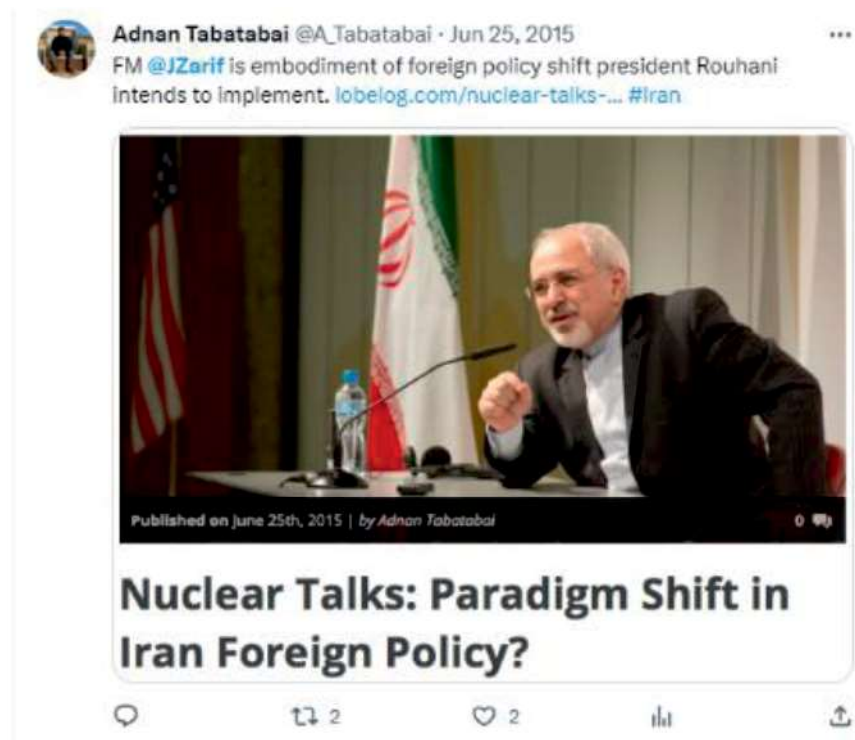 Adnan Tabatabai @A_Tabatabai · Jun 25, 2015
FM @JZarif is embodiment of foreign policy shift president Rouhani
intends to implement. lobelog.com/nuclear-talks-... #Iran
Published on June 25th, 2015 | by Adnan Tabatabai
0
Nuclear Talks: Paradigm Shift in
Iran Foreign Policy?
2 2